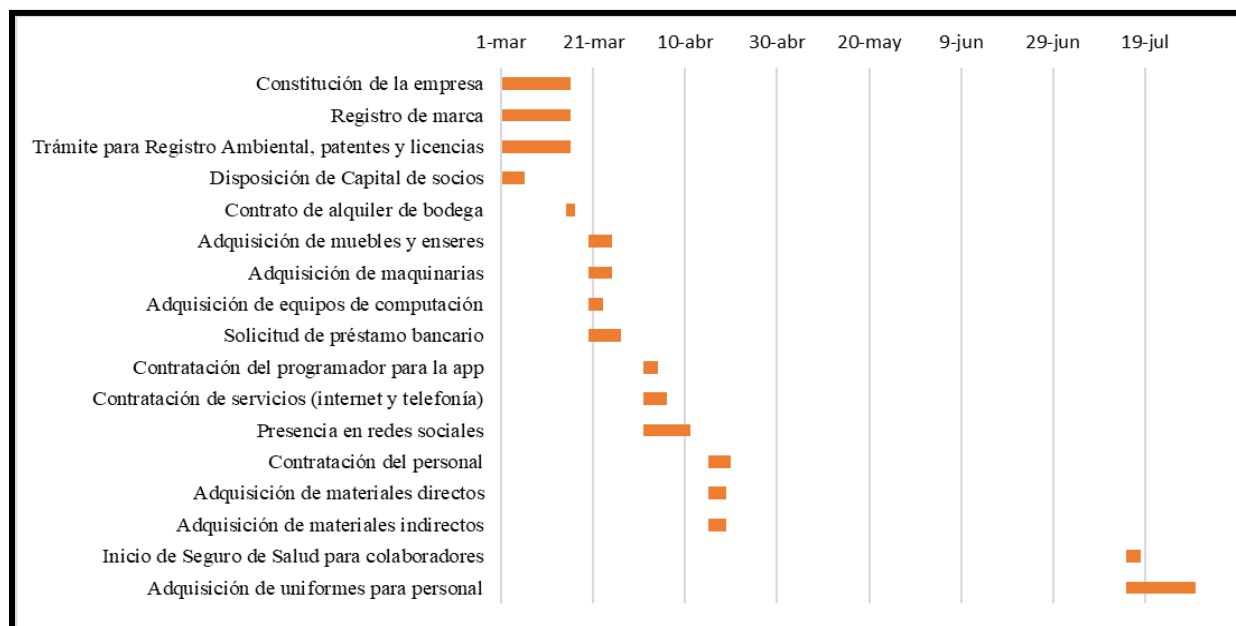 1-mar 21-mar 10-abr 30-abr 20-may 9-jun 29-jun 19-jul
Constitución de la empresa
Registro de marca
Trámite para Registro Ambiental, patentes y licencias
Disposición de Capital de socios
Contrato de alquiler de bodega
Adquisición de muebles y enseres
Adquisición de maquinarias
Adquisición de equipos de computación
Solicitud de préstamo bancario
Contratación del programador para la app
Contratación de servicios (internet y telefonía)
Presencia en redes sociales
Contratación del personal
Adquisición de materiales directos
Adquisición de materiales indirectos
Inicio de Seguro de Salud para colaboradores
Adquisición de uniformes para personal